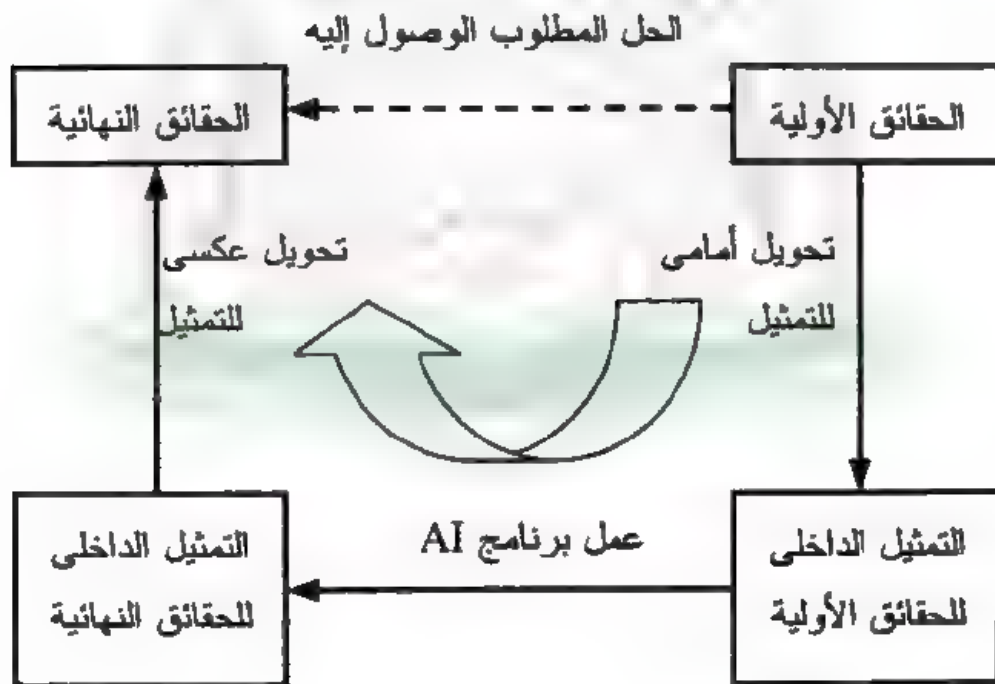 الحل المطلوب الوصول إليه
الحقائق الأولية
الحقائق النهائية
تحويل أمامى
للتمثيل
تحويل عكسى
للتمثيل
التمثيل الداخلى
للحقائق الأولية
عمل برنامج AI
التمثيل الداخلى
للحقائق النهائية